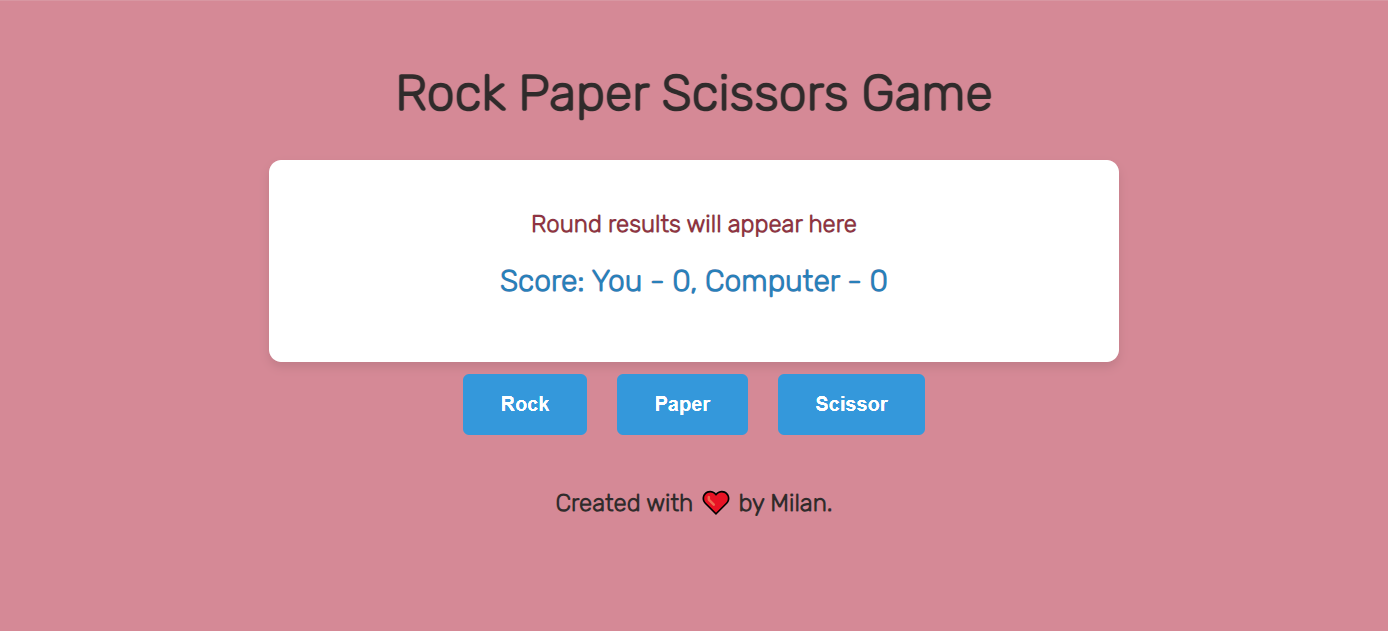 Rock Paper Scissors Game
Round results will appear here
Score: You - 0, Computer - 0
Rock Paper Scissor
Created with ❤️ by Milan.